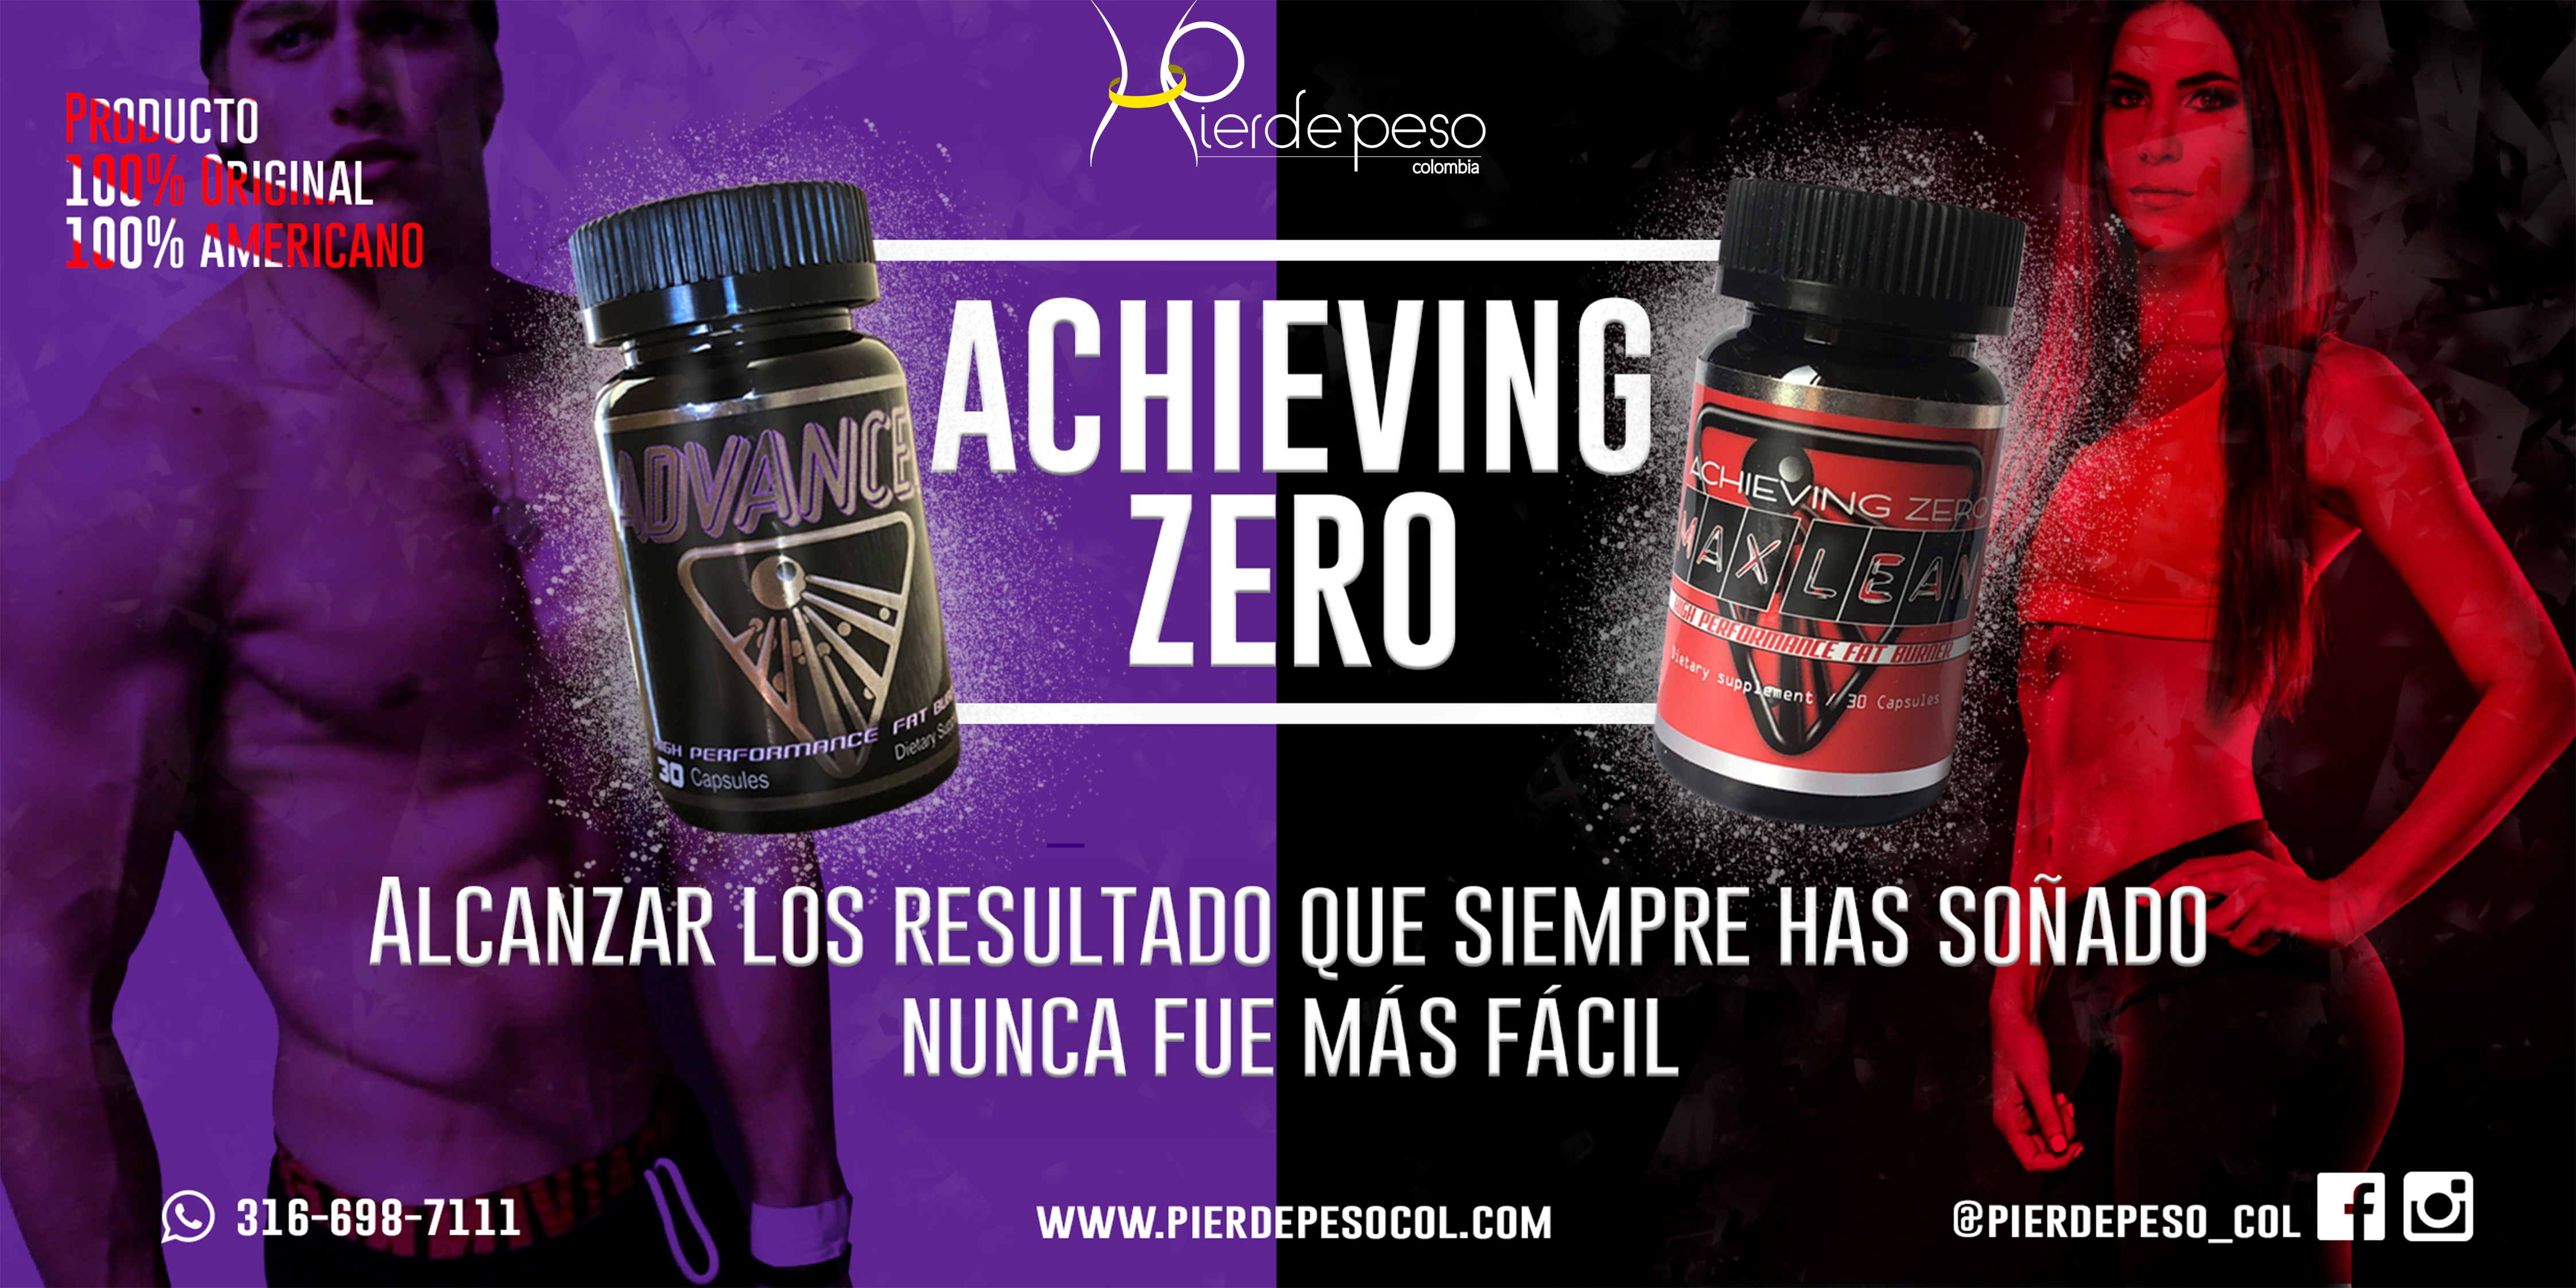 Pierdepeso
colombia
PRODUCTO
100% ORIGINAL
100% AMERICANO
ACHIEVING
ZERO
ADVANCE
HIGH PERFORMANCE FAT
30 Capsules
Dietary
ACHIEVING ZERO
MAX LEAN
HIGH PERFORMANCE FAT BURNER
Dietary supplement // 30 Capsules
ALCANZAR LOS RESULTADO QUE SIEMPRE HAS SOÑADO
NUNCA FUE MÁS FÁCIL
316-698-7111
WWW.PIERDEPESOCOL.COM
@PIERDEPESO_COL